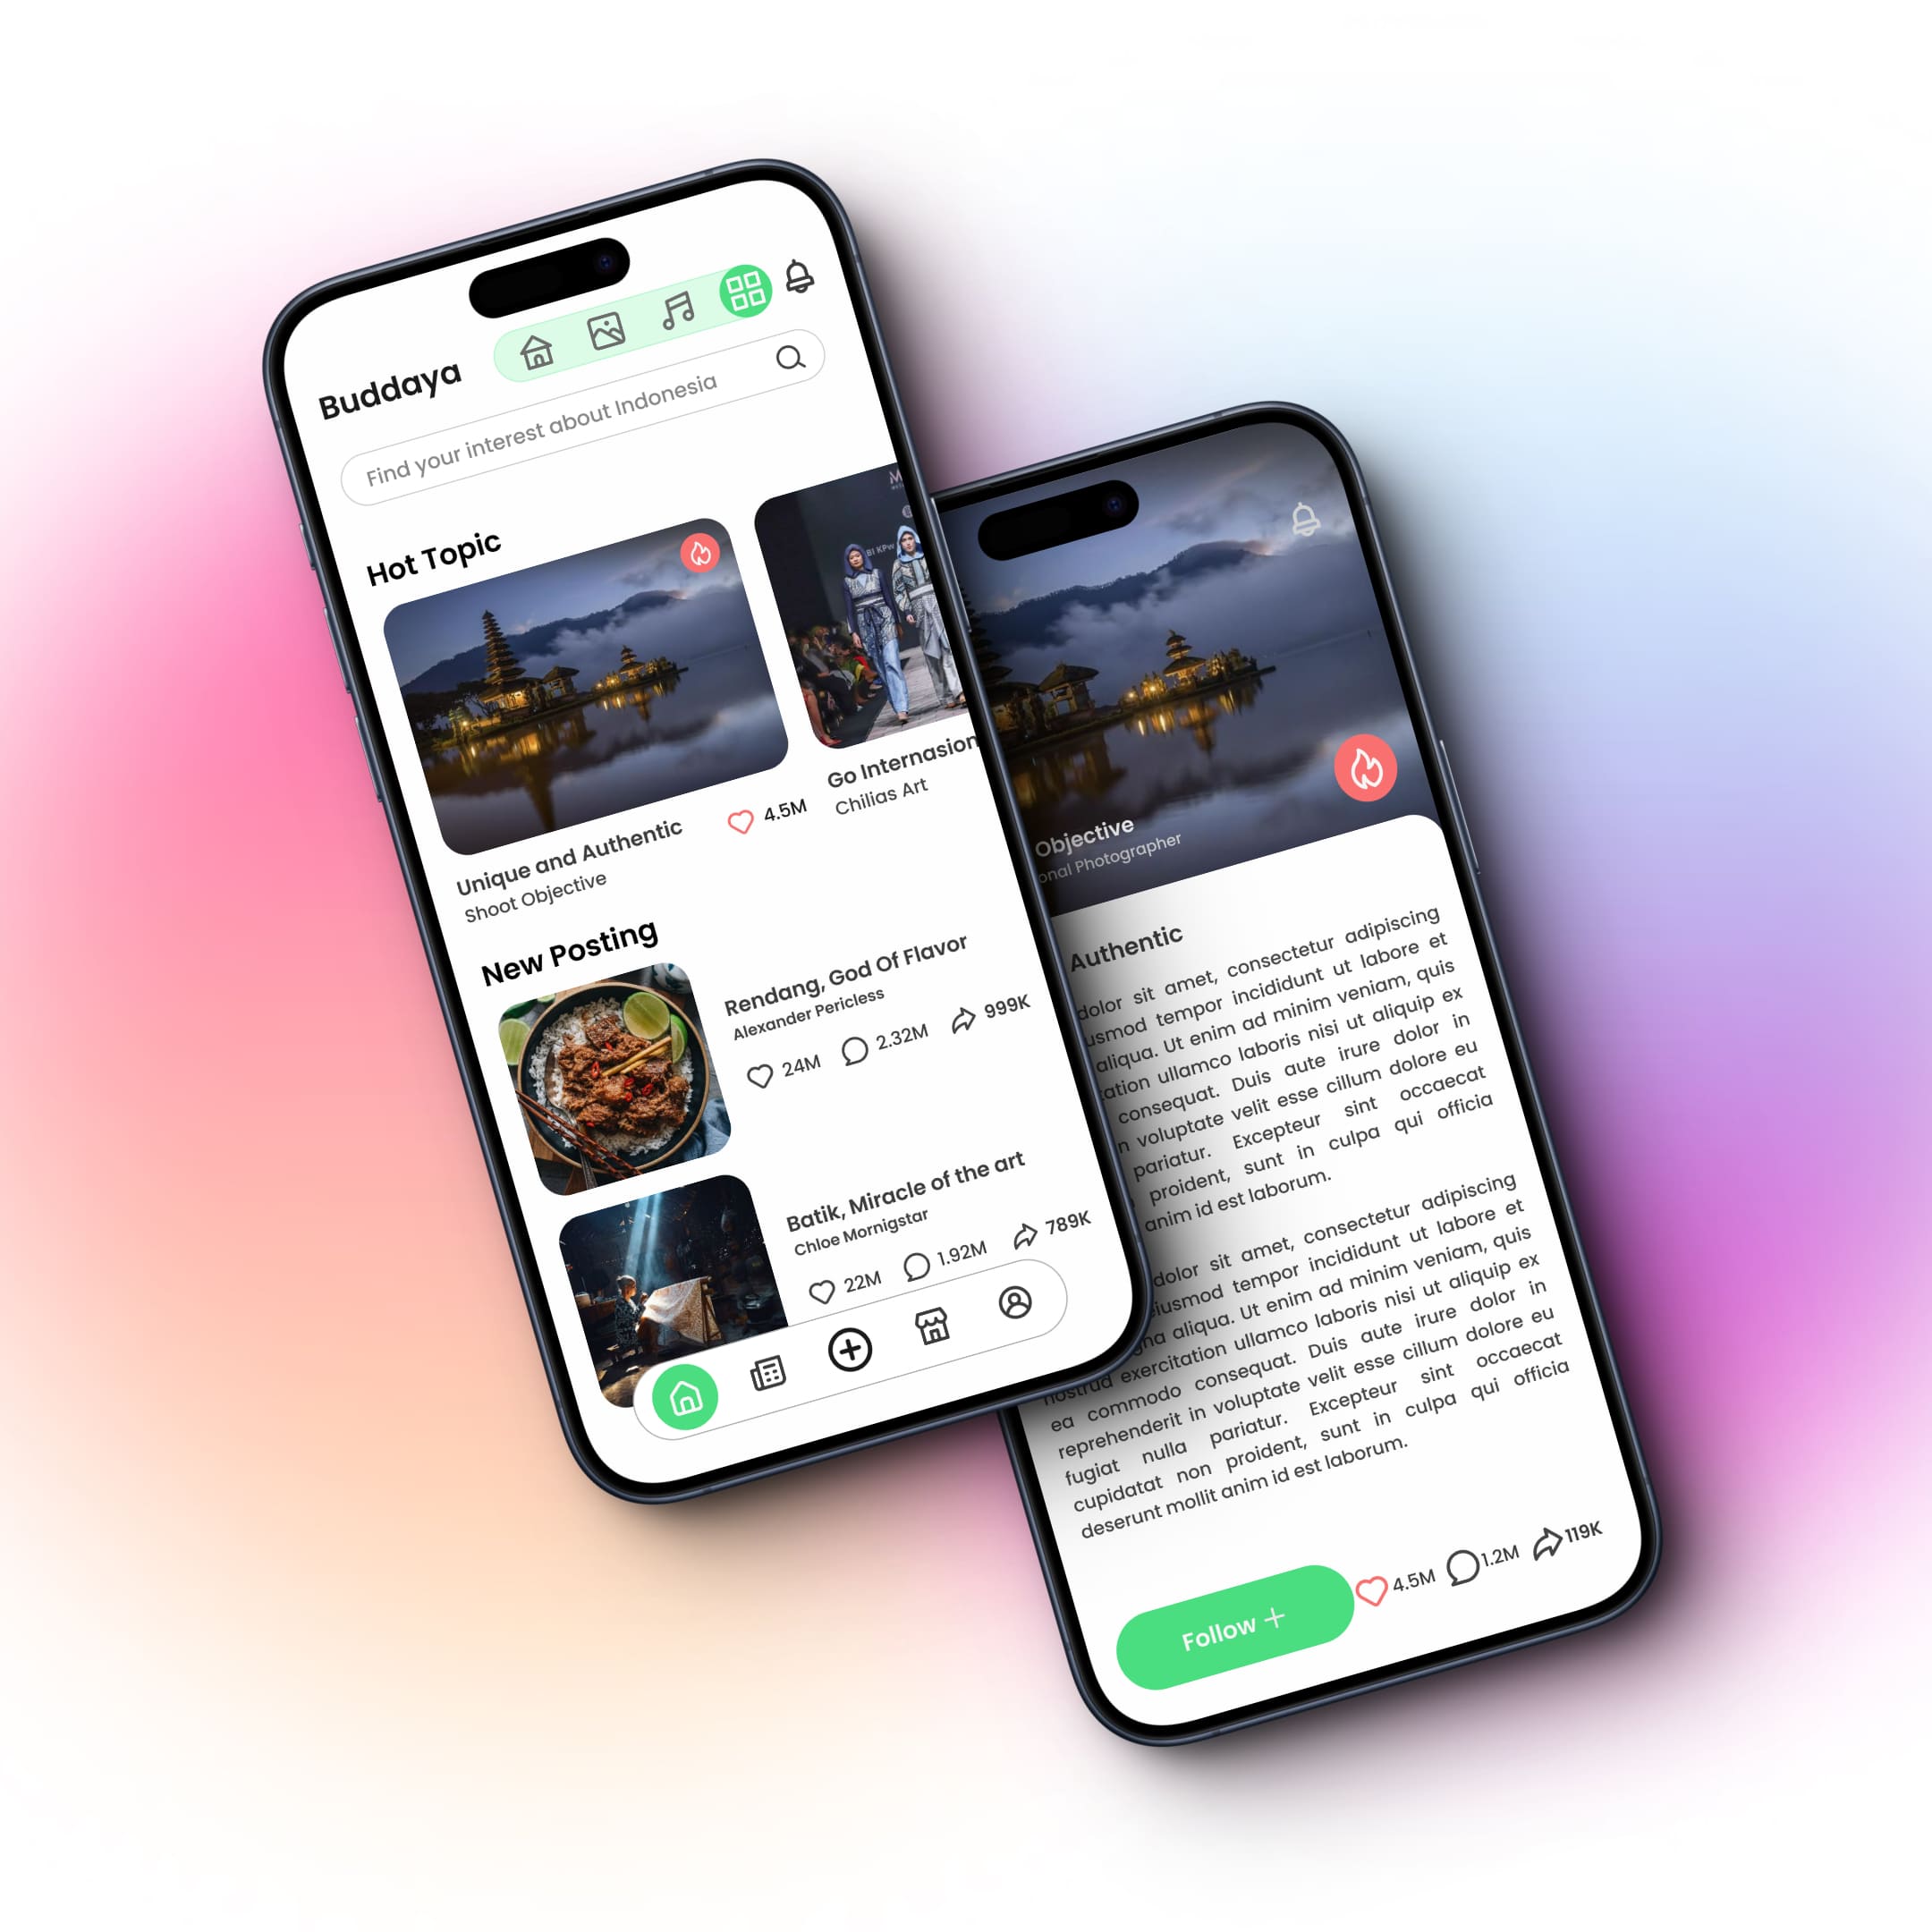 Buddaya
Find your interest about Indonesia
Hot Topic
BI KPw
Unique and Authentic
Shoot Objective
4.5M
Go Internasion
Chilias Art
New Posting
Rendang, God Of Flavor
Alexander Pericless
24M 2.32M 999K
Batik, Miracle of the art
Chloe Mornigstar
22M 1.92M 789K
Objective
onal Photographer
Authentic
dolor sit amet, consectetur adipiscing
usmod tempor incididunt ut labore et
aliqua. Ut enim ad minim veniam, quis
ation ullamco laboris nisi ut aliquip ex
consequat. Duis aute irure dolor in
n voluptate velit esse cillum dolore eu
pariatur. Excepteur sint occaecat
proident, sunt in culpa qui officia
anim id est laborum.
dolor sit amet, consectetur adipiscing
eiusmod tempor incididunt ut labore et
gna aliqua. Ut enim ad minim veniam, quis
nostrud exercitation ullamco laboris nisi ut aliquip ex
ea commodo consequat. Duis aute irure dolor in
reprehenderit in voluptate velit esse cillum dolore eu
fugiat nulla pariatur. Excepteur sint occaecat
cupidatat non proident, sunt in culpa qui officia
deserunt mollit anim id est laborum.
Follow +
4.5M 1.2M 119K